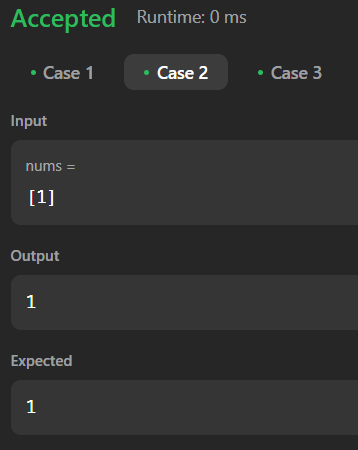 Accepted Runtime: 0 ms
• Case 1 • Case 2 • Case 3
Input
nums =
[1]
Output
1
Expected
1